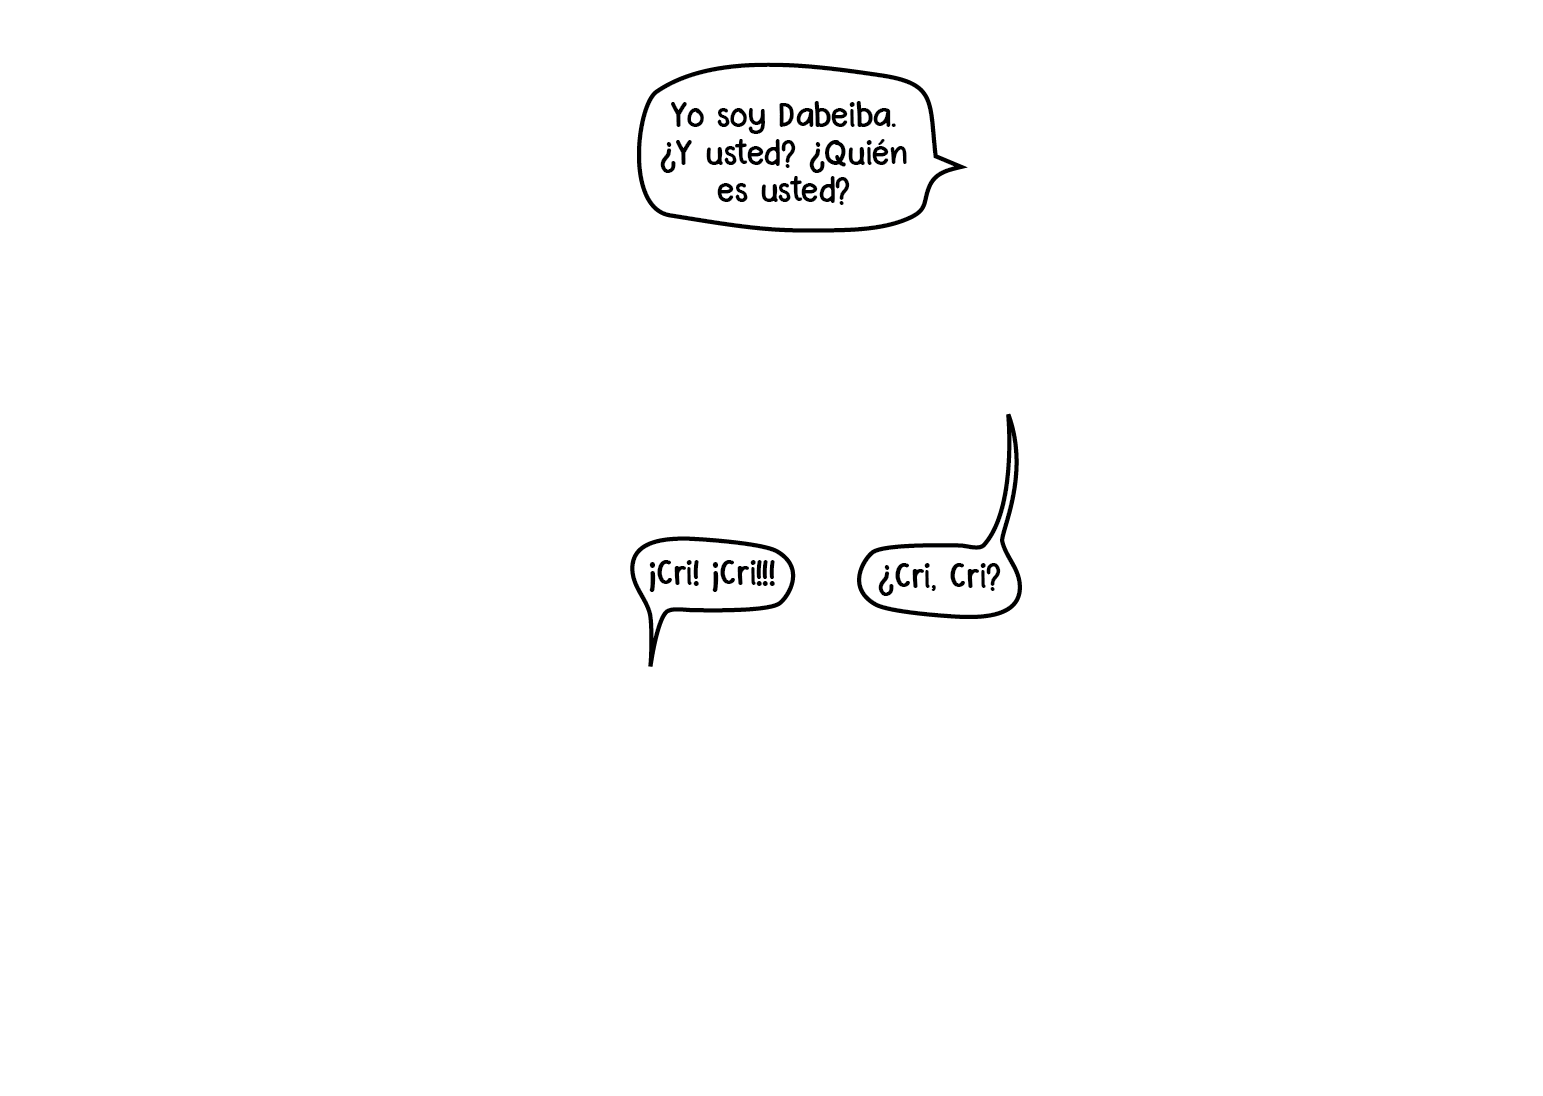 Yo soy Dabeiba.
¿Y usted? ¿Quién
es usted?
¡Cri! ¡Cri!!!
¿Cri, Cri?